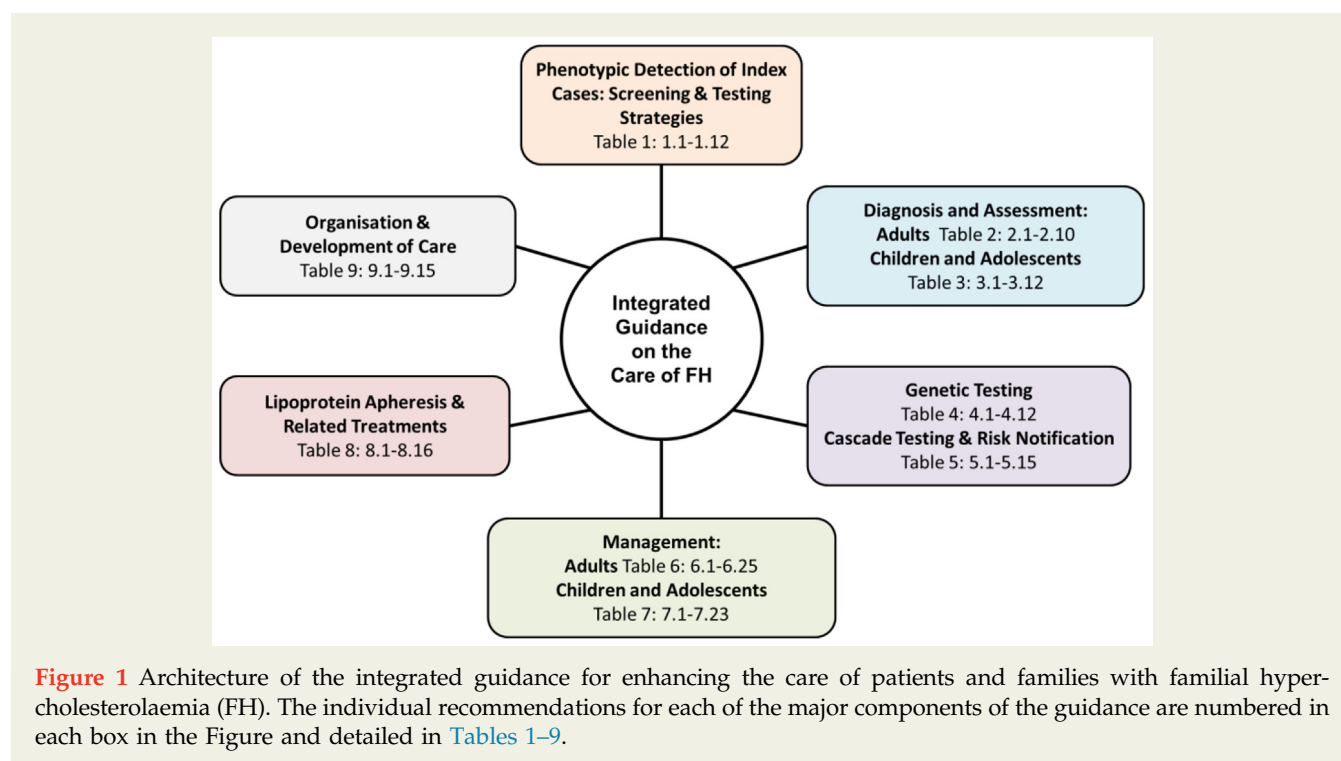 Phenotypic Detection of Index
Cases: Screening & Testing
Strategies
Table 1: 1.1-1.12
Organisation &
Development of Care
Table 9: 9.1-9.15
Diagnosis and Assessment:
Adults Table 2: 2.1-2.10
Children and Adolescents
Table 3: 3.1-3.12
Integrated
Guidance
on the
Care of FH
Lipoprotein Apheresis &
Related Treatments
Table 8: 8.1-8.16
Genetic Testing
Table 4: 4.1-4.12
Cascade Testing & Risk Notification
Table 5: 5.1-5.15
Management:
Adults Table 6: 6.1-6.25
Children and Adolescents
Table 7: 7.1-7.23
Figure 1 Architecture of the integrated guidance for enhancing the care of patients and families with familial hyper-
cholesterolaemia (FH). The individual recommendations for each of the major components of the guidance are numbered in
each box in the Figure and detailed in Tables 1–9.